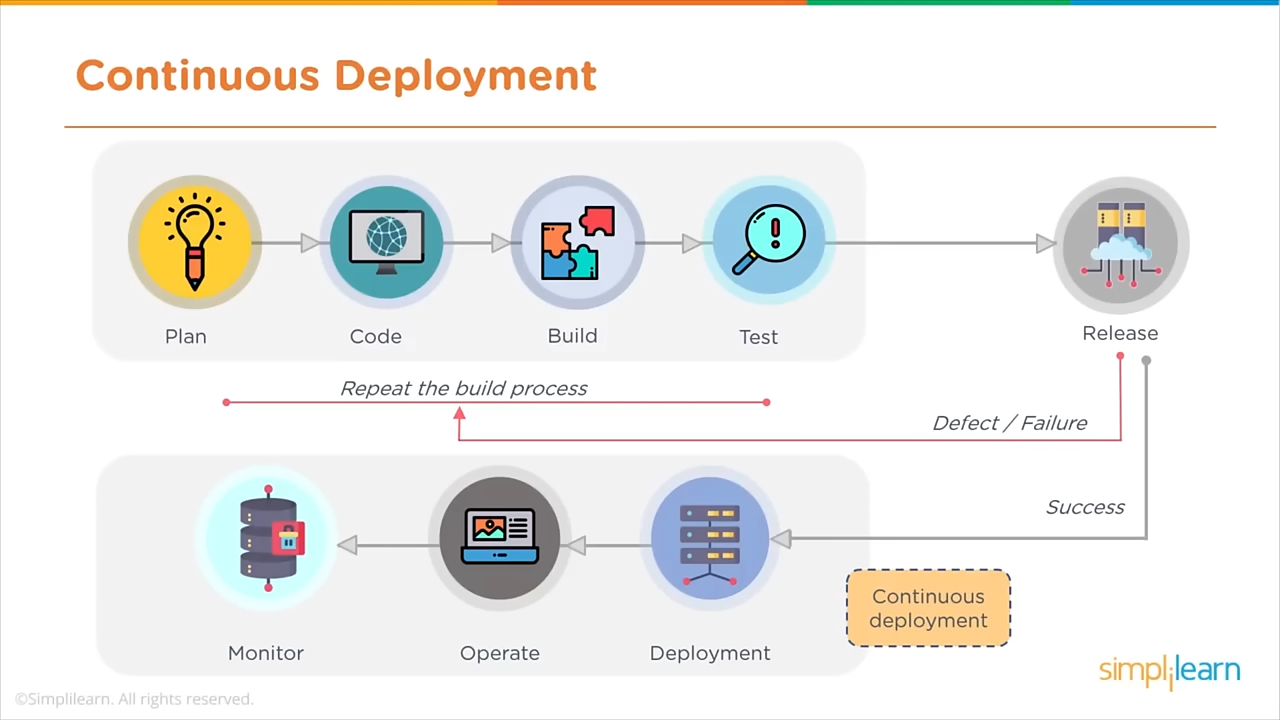 Continuous Deployment
Plan
Code
Build
Test
Release
Repeat the build process
Defect / Failure
Success
Continuous
deployment
Monitor
Operate
Deployment
simplilearn
©Simplilearn. All rights reserved.